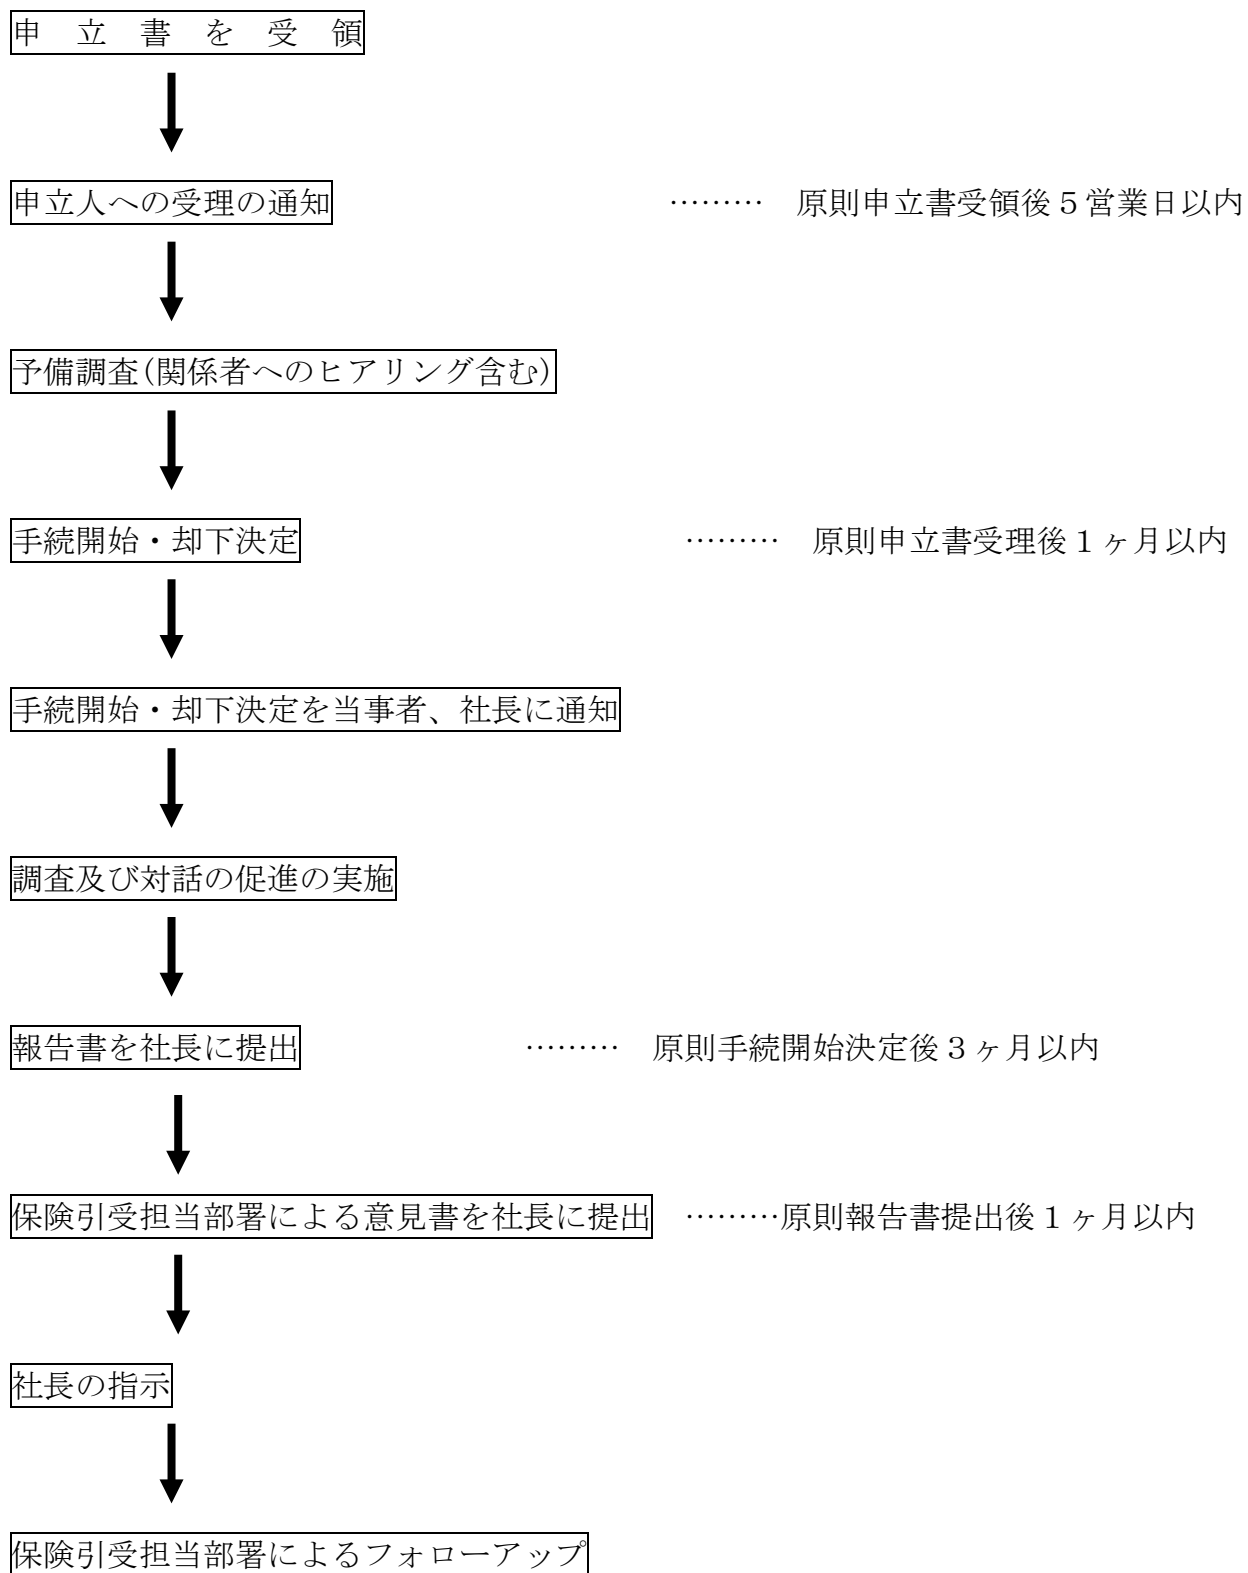 申　立　書　を　受　領
申立人への受理の通知　………　原則申立書受領後５営業日以内
予備調査(関係者へのヒアリング含む)
手続開始・却下決定　………　原則申立書受理後１ヶ月以内
手続開始・却下決定を当事者、社長に通知
調査及び対話の促進の実施
報告書を社長に提出　………　原則手続開始決定後３ヶ月以内
保険引受担当部署による意見書を社長に提出　………原則報告書提出後１ヶ月以内
社長の指示
保険引受担当部署によるフォローアップ